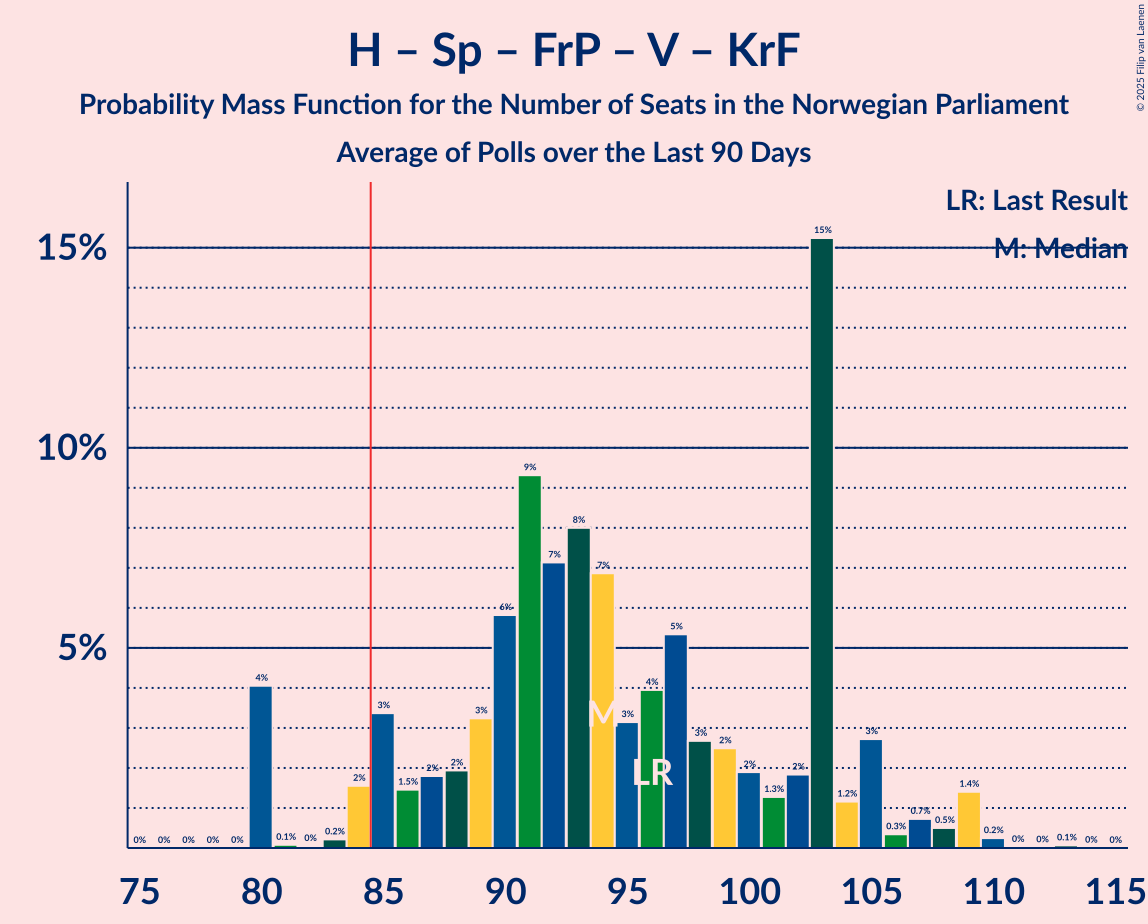 H – Sp – FrP – V – KrF
Probability Mass Function for the Number of Seats in the Norwegian Parliament
Average of Polls over the Last 90 Days
© 2025 Filip van Laenen
LR: Last Result
M: Median
15%
10%
5%
0% 0% 0% 0% 0% 4% 0.1% 0% 0.2% 2% 3% 1.5% 2% 2% 3% 6% 9% 7% 8% 7% 3% 4% 5% 3% 2% 2% 1.3% 2% 15% 1.2% 3% 0.3% 0.7% 0.5% 1.4% 0.2% 0% 0% 0.1% 0% 0%
M
LR
75 80 85 90 95 100 105 110 115